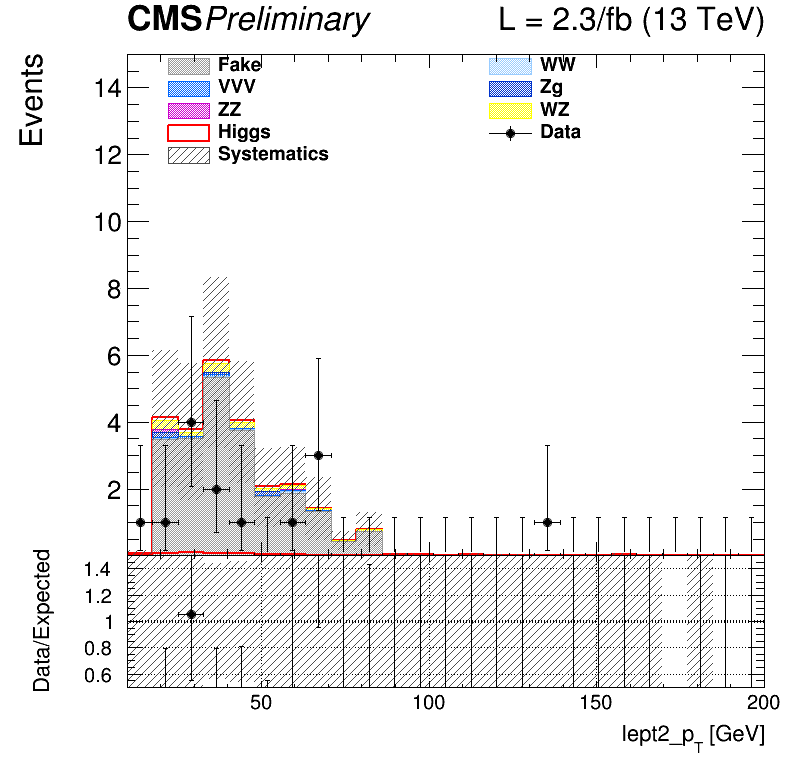 CMS Preliminary L = 2.3/fb (13 TeV)
Events
14
12
10
8
6
4
2
Fake WW
VVV Zg
ZZ WZ
Higgs Data
Systematics
Data/Expected
1.4
1.2
1
0.8
0.6
50 100 150 200
lept2_p_T [GeV]